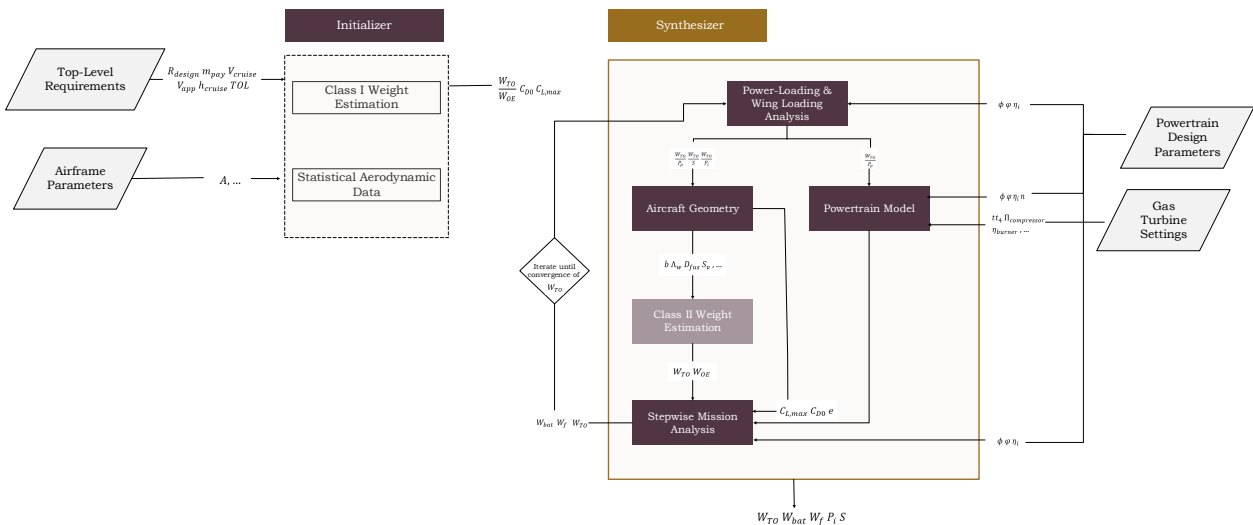 Initializer
Synthesizer
Top-Level
Requirements
R_design m_pay V_cruise
V_app h_cruise TOL
Class I Weight
Estimation
W_TO
W_OE
C_D0 C_L,max
Airframe
Parameters
A, ...
Statistical Aerodynamic
Data
Power-Loading &
Wing Loading
Analysis
ϕ φ η_i
Powertrain
Design
Parameters
W_TO W_TO W_TO
P_p S P_i
W_TO
P_p
Aircraft Geometry
Powertrain Model
ϕ φ η_i n
tt_4 Π_compressor
η_burner, ...
Gas
Turbine
Settings
b Λ_w D_fus S_v, ...
Iterate until
convergence of
W_TO
Class II Weight
Estimation
W_TO W_OE
C_L,max C_D0 e
W_bat W_f W_TO
Stepwise Mission
Analysis
ϕ φ η_i
W_TO W_bat W_f P_i S